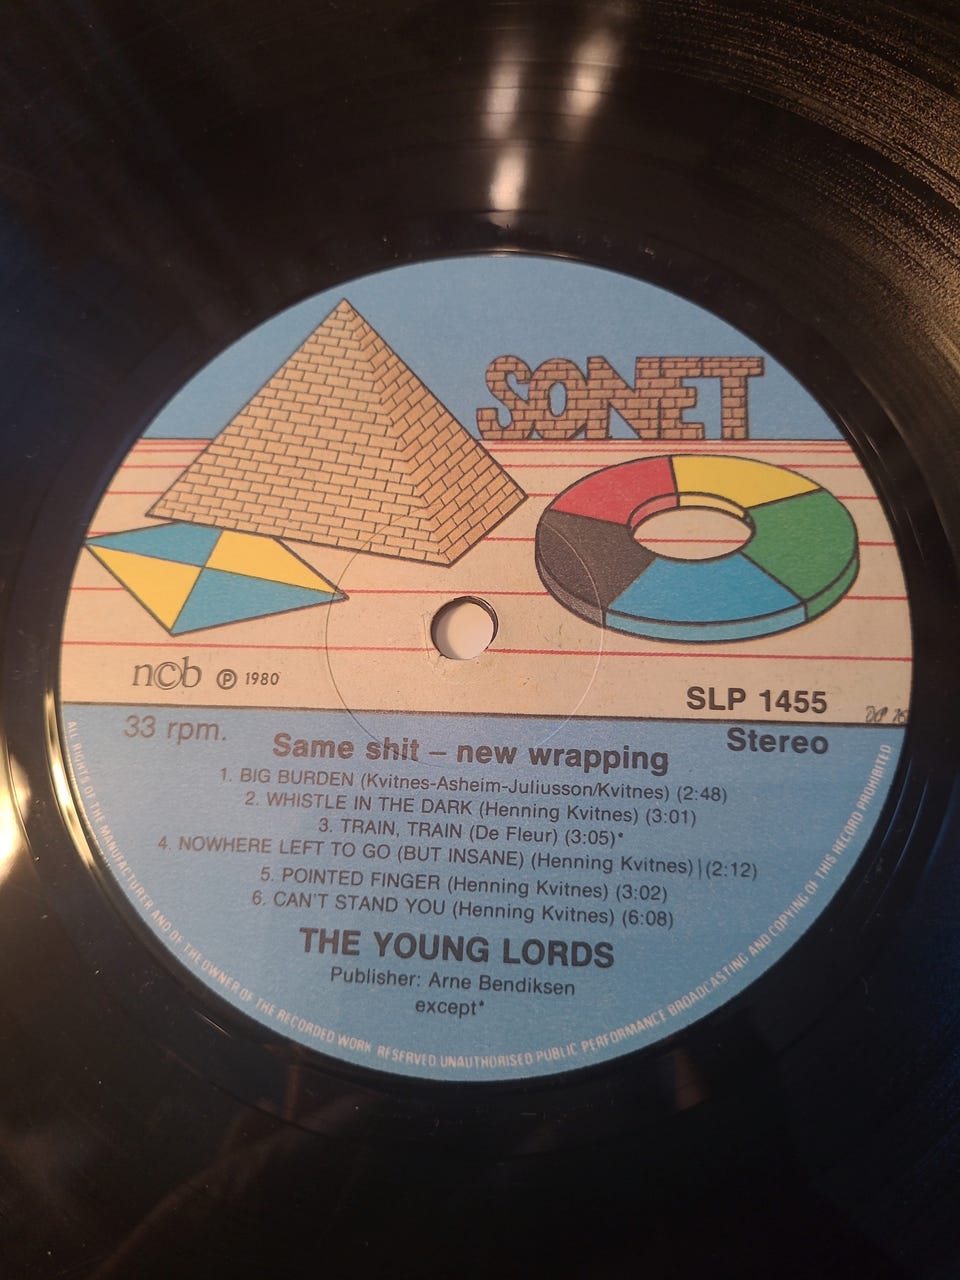 SONET
ncb ℗ 1980
SLP 1455
33 rpm.
Stereo
Same shit – new wrapping
1. BIG BURDEN (Kvitnes-Asheim-Juliusson/Kvitnes) (2:48)
2. WHISTLE IN THE DARK (Henning Kvitnes) (3:01)
3. TRAIN, TRAIN (De Fleur) (3:05)*
4. NOWHERE LEFT TO GO (BUT INSANE) (Henning Kvitnes) (2:12)
5. POINTED FINGER (Henning Kvitnes) (3:02)
6. CAN'T STAND YOU (Henning Kvitnes) (6:08)
THE YOUNG LORDS
Publisher: Arne Bendiksen
except*
ALL RIGHTS OF THE MANUFACTURER AND OF THE OWNER OF THE RECORDED WORK RESERVED UNAUTHORISED PUBLIC PERFORMANCE BROADCASTING AND COPYING OF THIS RECORD PROHIBITED